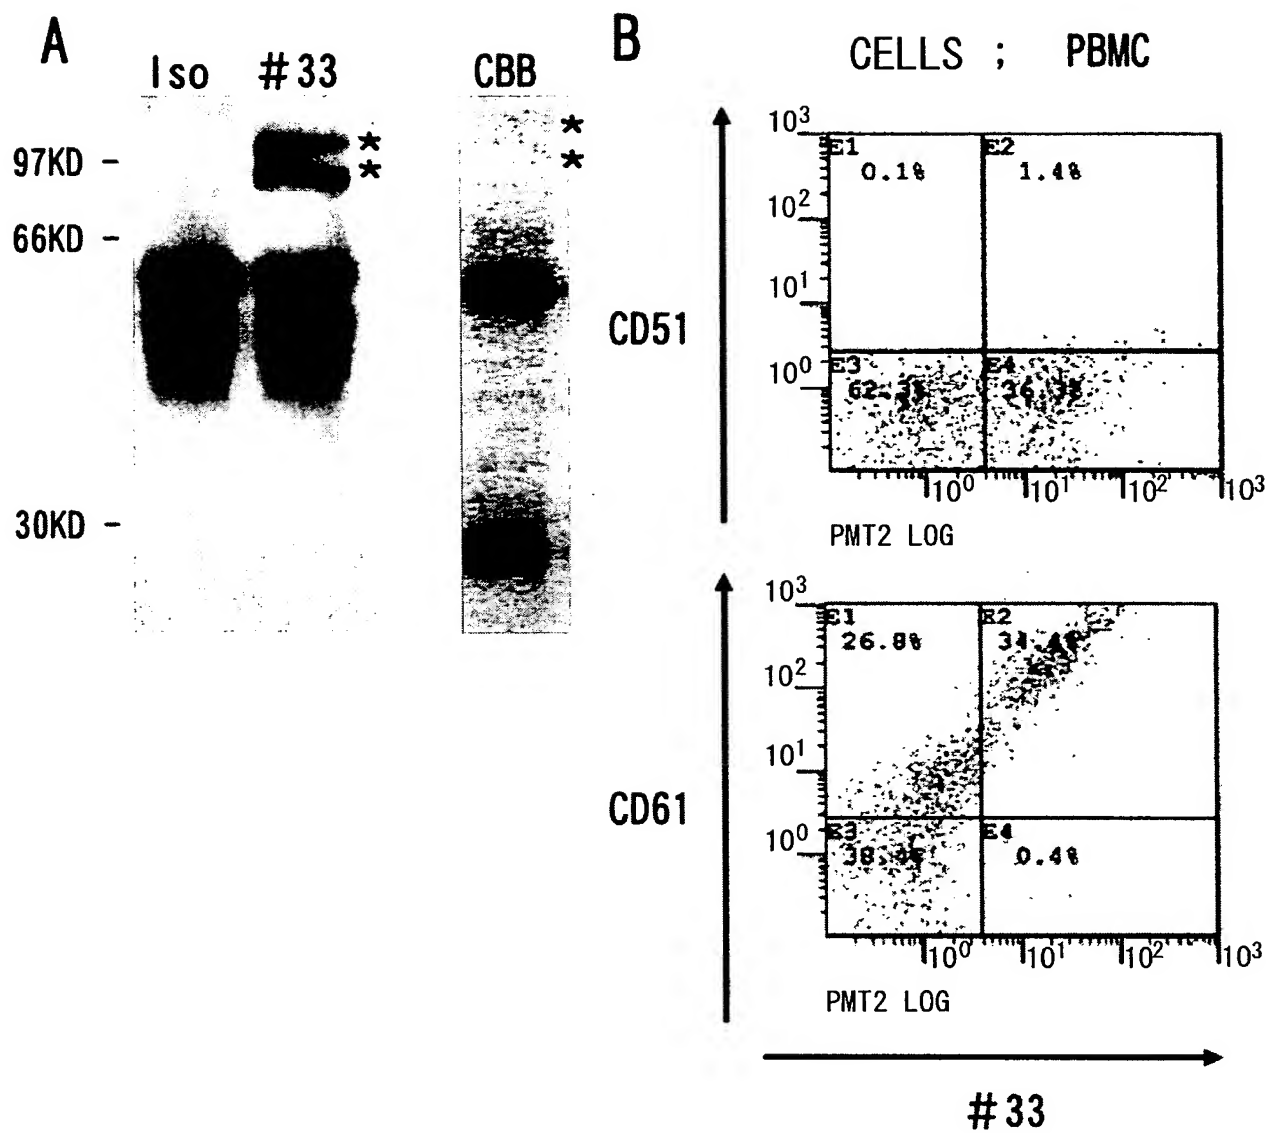 A
Iso #33 CBB
*
*
*
*
97KD -
66KD -
30KD -
B
CELLS ; PBMC
CD51
10³
10²
10¹
10⁰
E1
0.1%
E2
1.4%
E3
E4
10⁰ 10¹ 10² 10³
PMT2 LOG
CD61
10³
10²
10¹
10⁰
E1
26.8%
E2
E3
E4
0.4%
10⁰ 10¹ 10² 10³
PMT2 LOG
#33